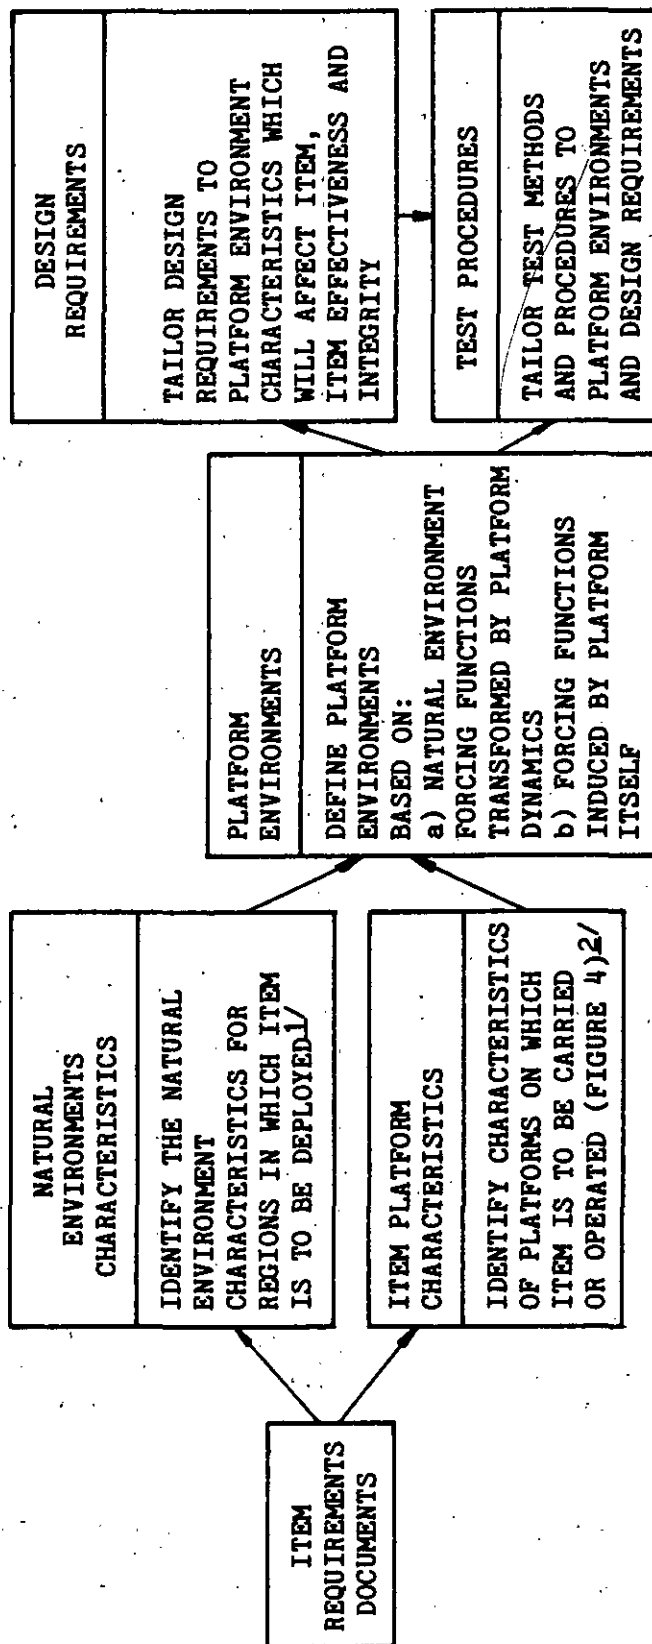 ITEM
REQUIREMENTS
DOCUMENTS
NATURAL
ENVIRONMENTS
CHARACTERISTICS
IDENTIFY THE NATURAL
ENVIRONMENT
CHARACTERISTICS FOR
REGIONS IN WHICH ITEM
IS TO BE DEPLOYED1/
ITEM PLATFORM
CHARACTERISTICS
IDENTIFY CHARACTERISTICS
OF PLATFORMS ON WHICH
ITEM IS TO BE CARRIED
OR OPERATED (FIGURE 4)2/
PLATFORM
ENVIRONMENTS
DEFINE PLATFORM
ENVIRONMENTS
BASED ON:
a) NATURAL ENVIRONMENT
FORCING FUNCTIONS
TRANSFORMED BY PLATFORM
DYNAMICS
b) FORCING FUNCTIONS
INDUCED BY PLATFORM
ITSELF
DESIGN
REQUIREMENTS
TAILOR DESIGN
REQUIREMENTS TO
PLATFORM ENVIRONMENT
CHARACTERISTICS WHICH
WILL AFFECT ITEM,
ITEM EFFECTIVENESS AND
INTEGRITY
TEST PROCEDURES
TAILOR TEST METHODS
AND PROCEDURES TO
PLATFORM ENVIRONMENTS
AND DESIGN REQUIREMENTS